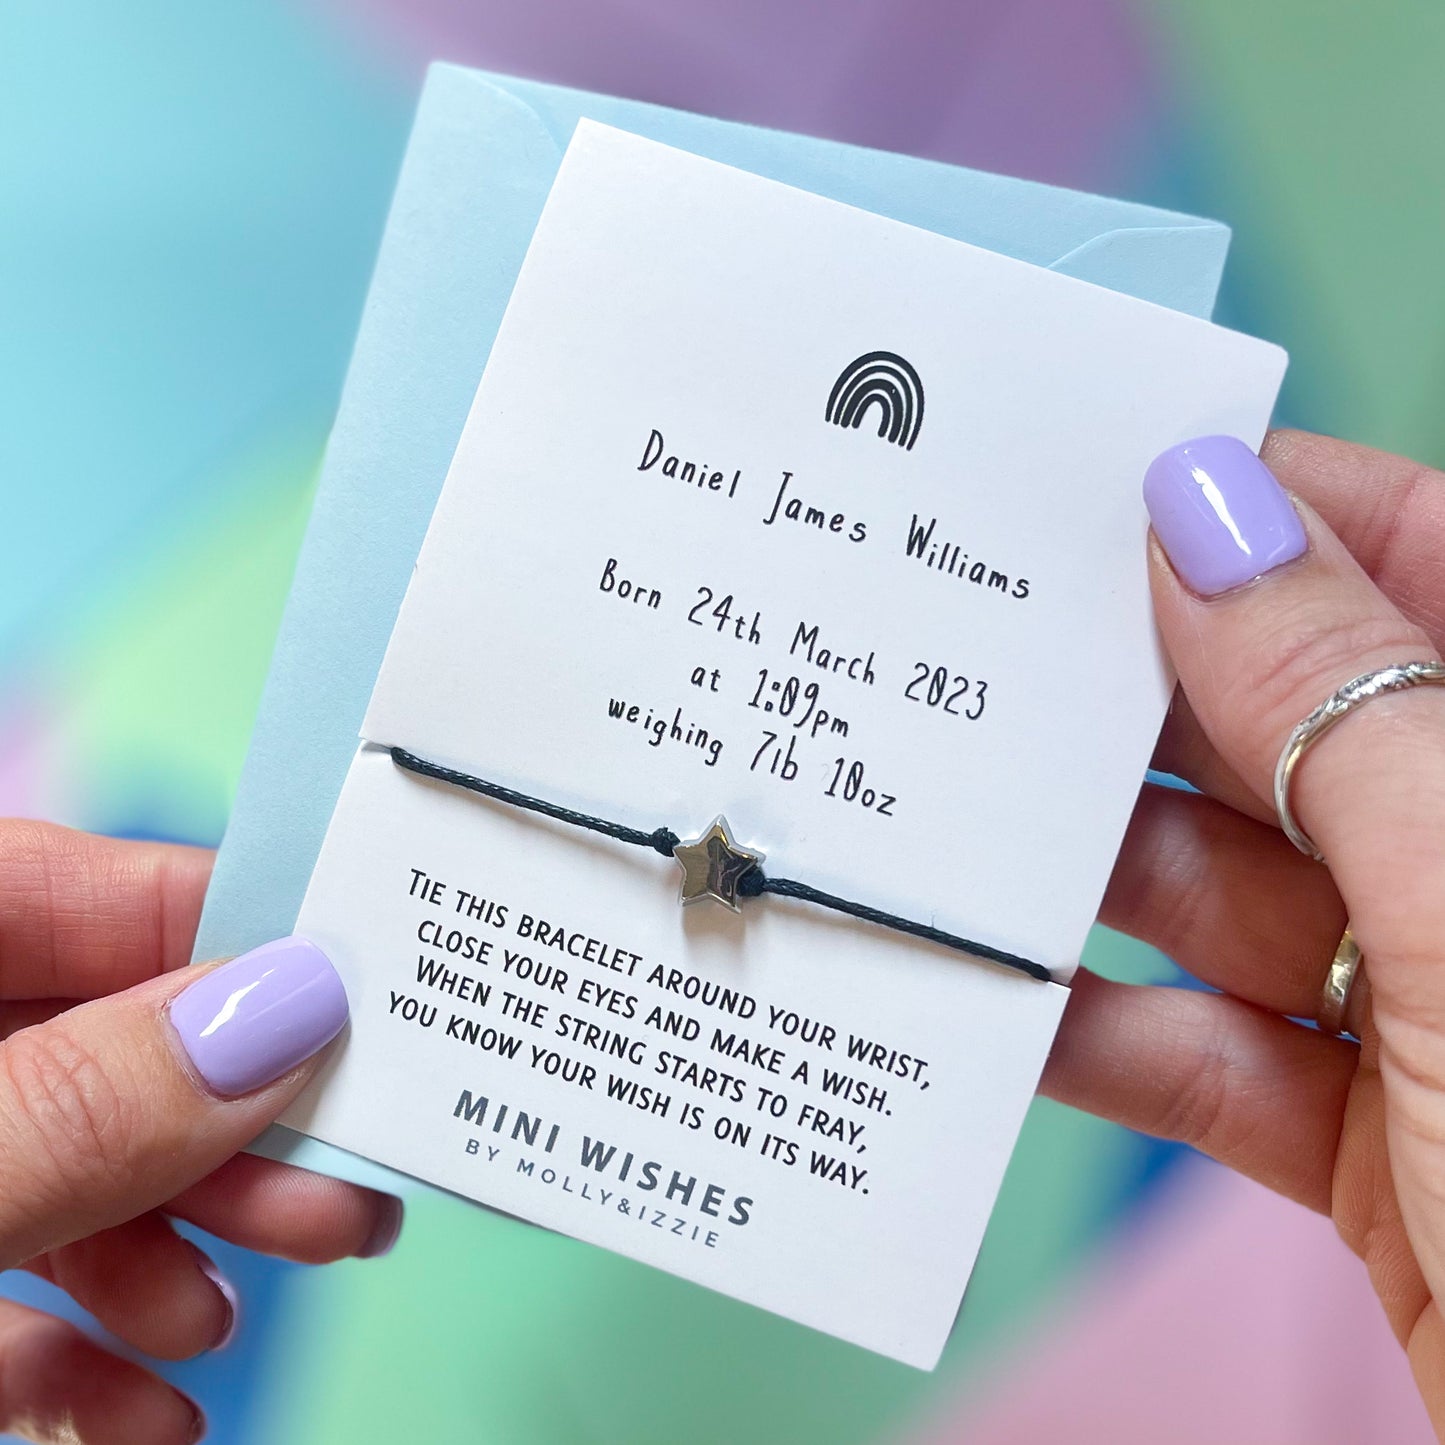 Daniel James Williams
Born 24th March 2023
at 1:09pm
weighing 7lb 10oz
TIE THIS BRACELET AROUND YOUR WRIST,
CLOSE YOUR EYES AND MAKE A WISH.
WHEN THE STRING STARTS TO FRAY,
YOU KNOW YOUR WISH IS ON ITS WAY.
MINI WISHES
BY MOLLY&IZZIE